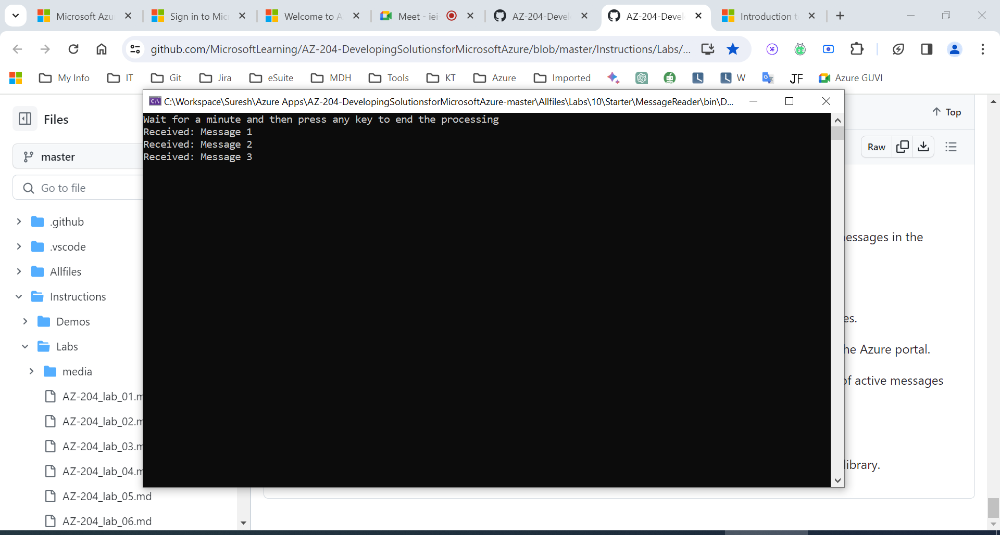 Microsoft Azu
Sign in to Mic
Welcome to A
Meet - iei-
AZ-204-Devel
AZ-204-Devel
Introduction t
github.com/MicrosoftLearning/AZ-204-DevelopingSolutionsforMicrosoftAzure/blob/master/Instructions/Labs/...
My Info
IT
Git
Jira
eSuite
MDH
Tools
KT
Azure
Imported
W
JF
Azure GUVI
C:\Workspace\Suresh\Azure Apps\AZ-204-DevelopingSolutionsforMicrosoftAzure-master\Allfiles\Labs\10\Starter\MessageReader\bin\D...
Wait for a minute and then press any key to end the processing
Received: Message 1
Received: Message 2
Received: Message 3
Files
master
Go to file
.github
.vscode
Allfiles
Instructions
Demos
Labs
media
AZ-204_lab_01.m
AZ-204_lab_02.m
AZ-204_lab_03.m
AZ-204_lab_04.m
AZ-204_lab_05.md
AZ-204_lab_06.md
Top
Raw
essages in the
es.
he Azure portal.
of active messages
library.